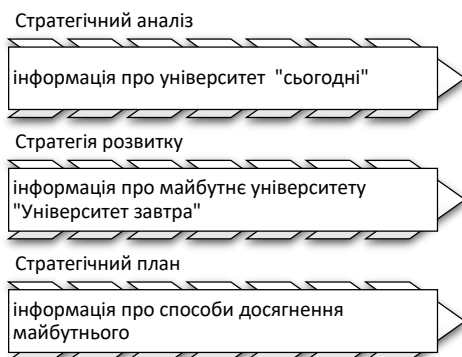 Стратегічний аналіз
інформація про університет "сьогодні"
Стратегія розвитку
інформація про майбутнє університету
"Університет завтра"
Стратегічний план
інформація про способи досягнення
майбутнього